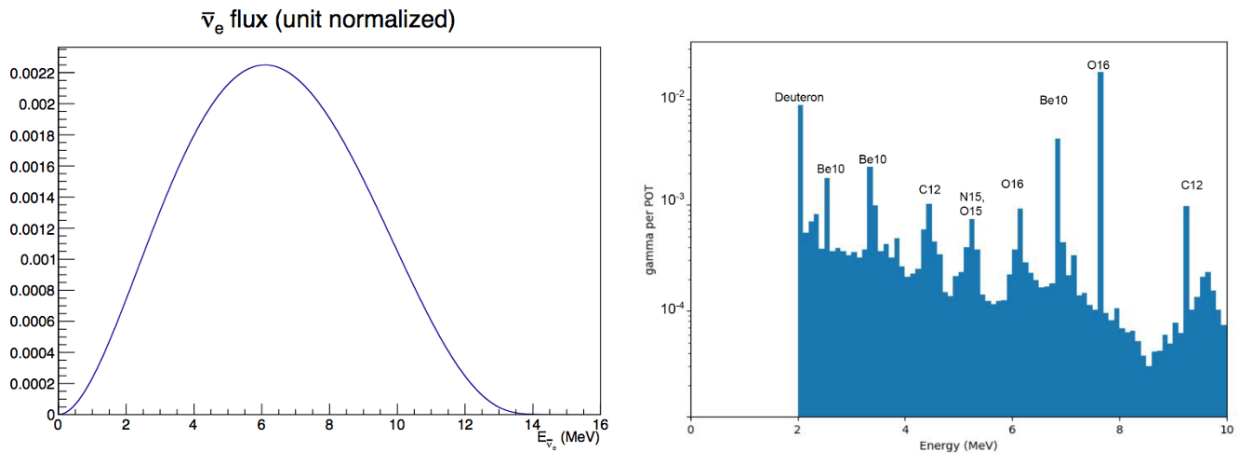 ν̅e flux (unit normalized)
0.0022
0.002
0.0018
0.0016
0.0014
0.0012
0.001
0.0008
0.0006
0.0004
0.0002
0
0 2 4 6 8 10 12 14 16
Eν̅e (MeV)
O16
Deuteron
Be10
Be10
Be10
C12
N15,
O15
O16
C12
10⁻²
10⁻³
10⁻⁴
gamma per POT
2 4 6 8 10
Energy (MeV)